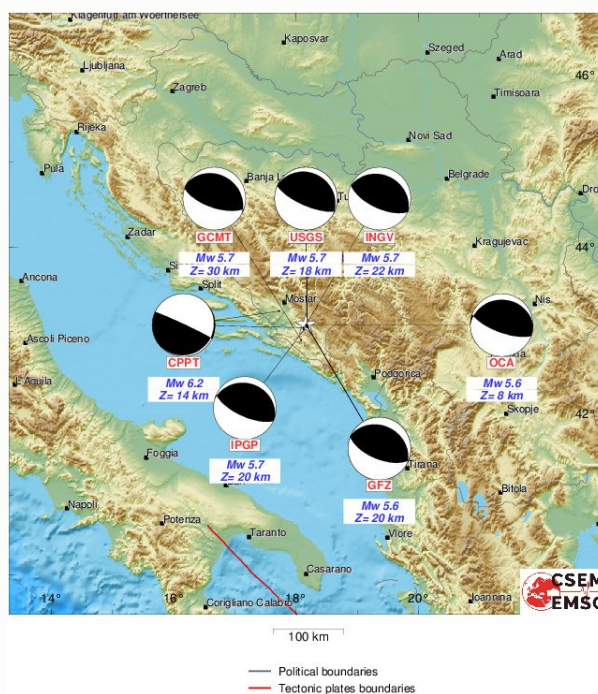 Klagenfurt am Woerthersee
Kaposvar
Szeged
Arad
Ljubljana
46°
Zagreb
Timisoara
Rijeka
Novi Sad
Pula
Banja L
Belgrade
Dro
GCMT
USGS
Tu
INGV
Zadar
Kragujevac
44°
Mw 5.7
Z= 30 km
Mw 5.7
Z= 18 km
Mw 5.7
Z= 22 km
Ancona
Split
Mostar
Nis
Ascoli Piceno
CPPT
OCA
L'Aquila
Podgorica
Mw 6.2
Z= 14 km
Mw 5.6
Z= 8 km
Skopje
42°
IPGP
Foggia
Mw 5.7
Z= 20 km
Tirana
GFZ
Bitola
Napoli
Mw 5.6
Z= 20 km
Potenza
Taranto
Vlore
Casarano
CSEM
EMSC
14°
16°
Corigliano Calabro
18°
20°
Ioannina
22°
100 km
Political boundaries
Tectonic plates boundaries